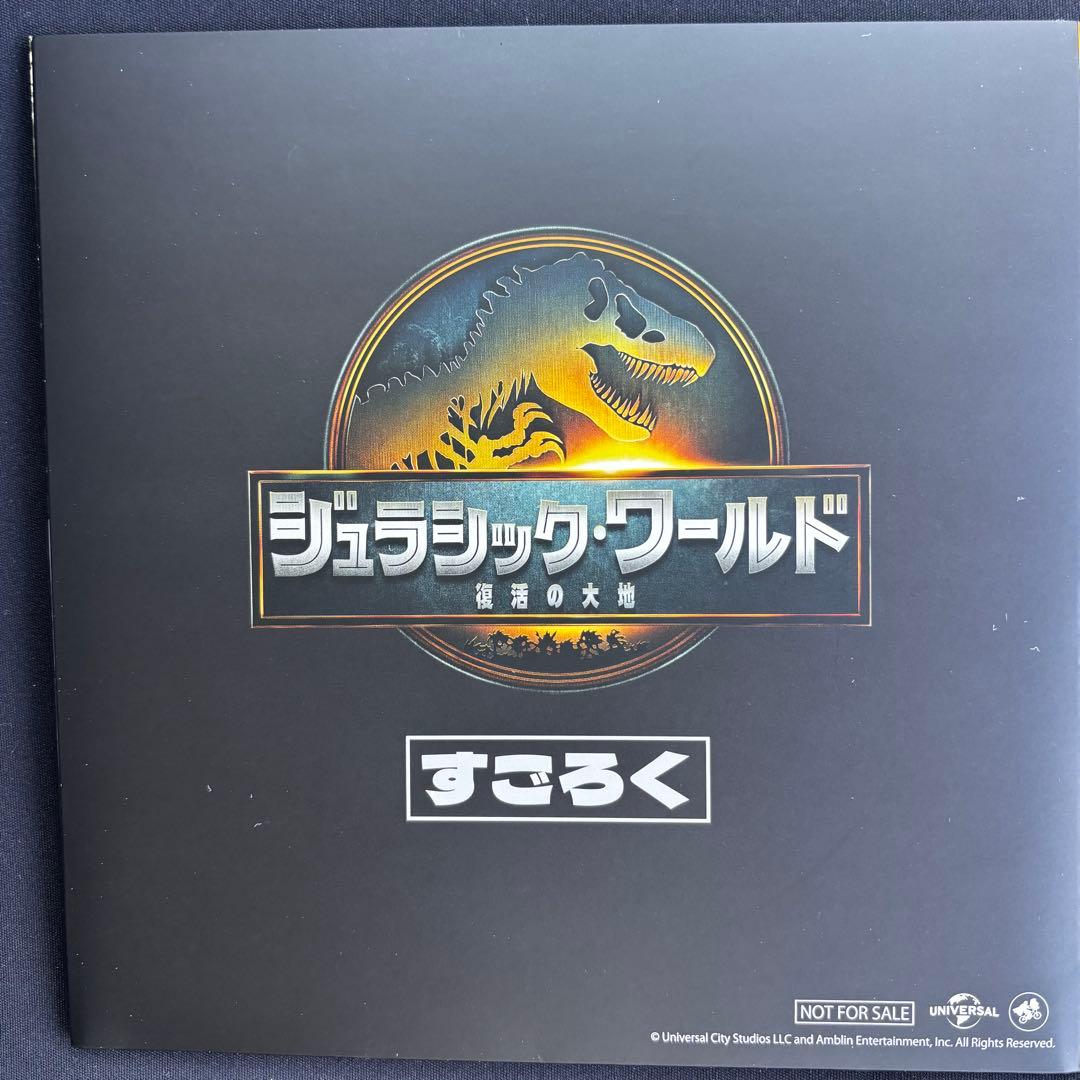 ジュラシック・ワールド
復活の大地
すごろく
NOT FOR SALE
UNIVERSAL
© Universal City Studios LLC and Amblin Entertainment, Inc. All Rights Reserved.